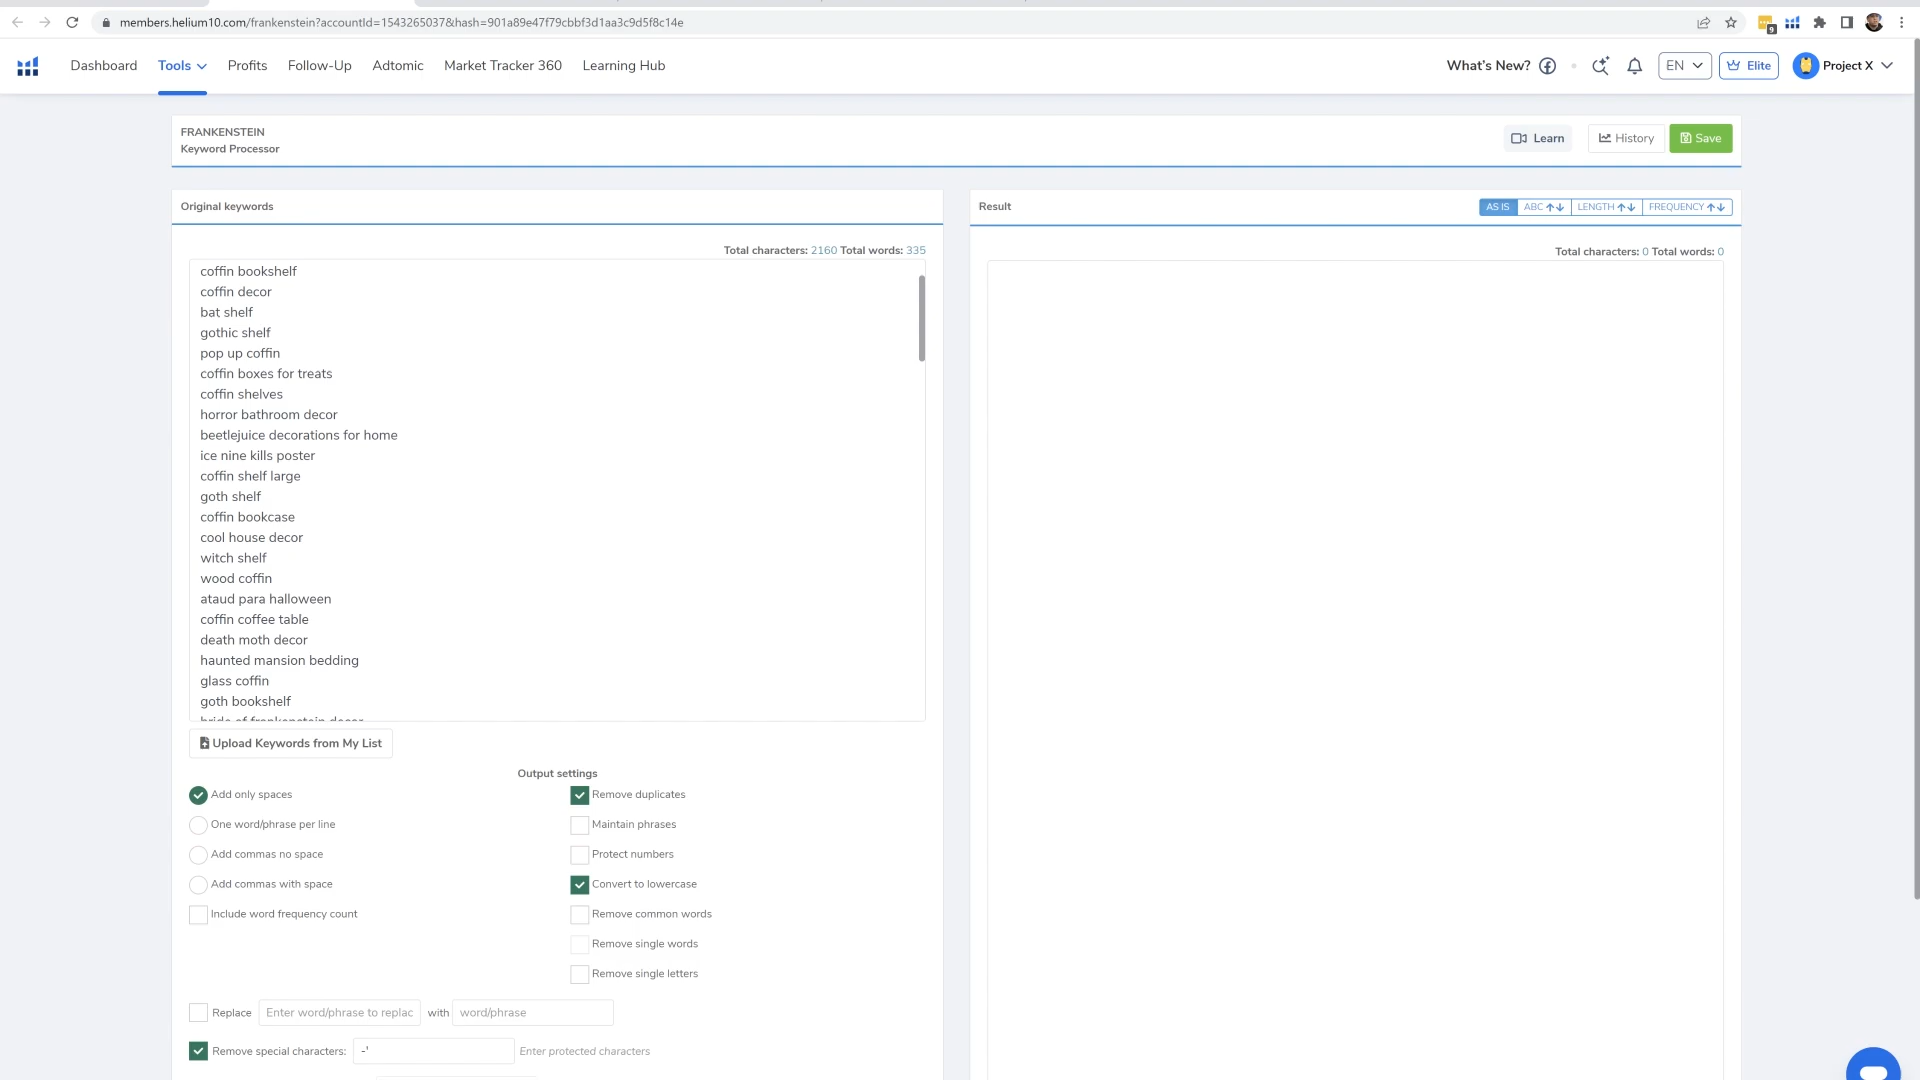 members.helium10.com/frankenstein?accountId=1543265037&hash=901a89e47f79cbbf3d1aa3c9d5f8c14e
9
Dashboard
Tools
Profits
Follow-Up
Adtomic
Market Tracker 360
Learning Hub
What's New?
EN
Elite
Project X
FRANKENSTEIN
Keyword Processor
Learn
History
Save
Original keywords
Total characters: 2160 Total words: 335
coffin bookshelf
coffin decor
bat shelf
gothic shelf
pop up coffin
coffin boxes for treats
coffin shelves
horror bathroom decor
beetlejuice decorations for home
ice nine kills poster
coffin shelf large
goth shelf
coffin bookcase
cool house decor
witch shelf
wood coffin
ataud para halloween
coffin coffee table
death moth decor
haunted mansion bedding
glass coffin
goth bookshelf
bride of frankenstein decor
Upload Keywords from My List
Output settings
Add only spaces
One word/phrase per line
Add commas no space
Add commas with space
Include word frequency count
Remove duplicates
Maintain phrases
Protect numbers
Convert to lowercase
Remove common words
Remove single words
Remove single letters
Replace Enter word/phrase to replac with word/phrase
Remove special characters: -' Enter protected characters
Result
AS IS
ABC
LENGTH
FREQUENCY
Total characters: 0 Total words: 0